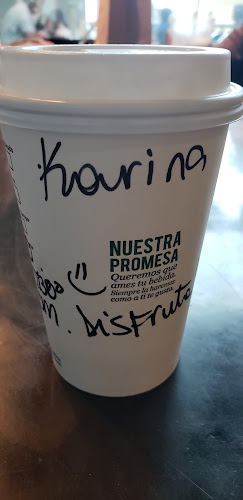 Karina
NUESTRA
PROMESA
Queremos que
ames tu bebida.
Siempre la haremos
como a ti te gusta.
Disfruta